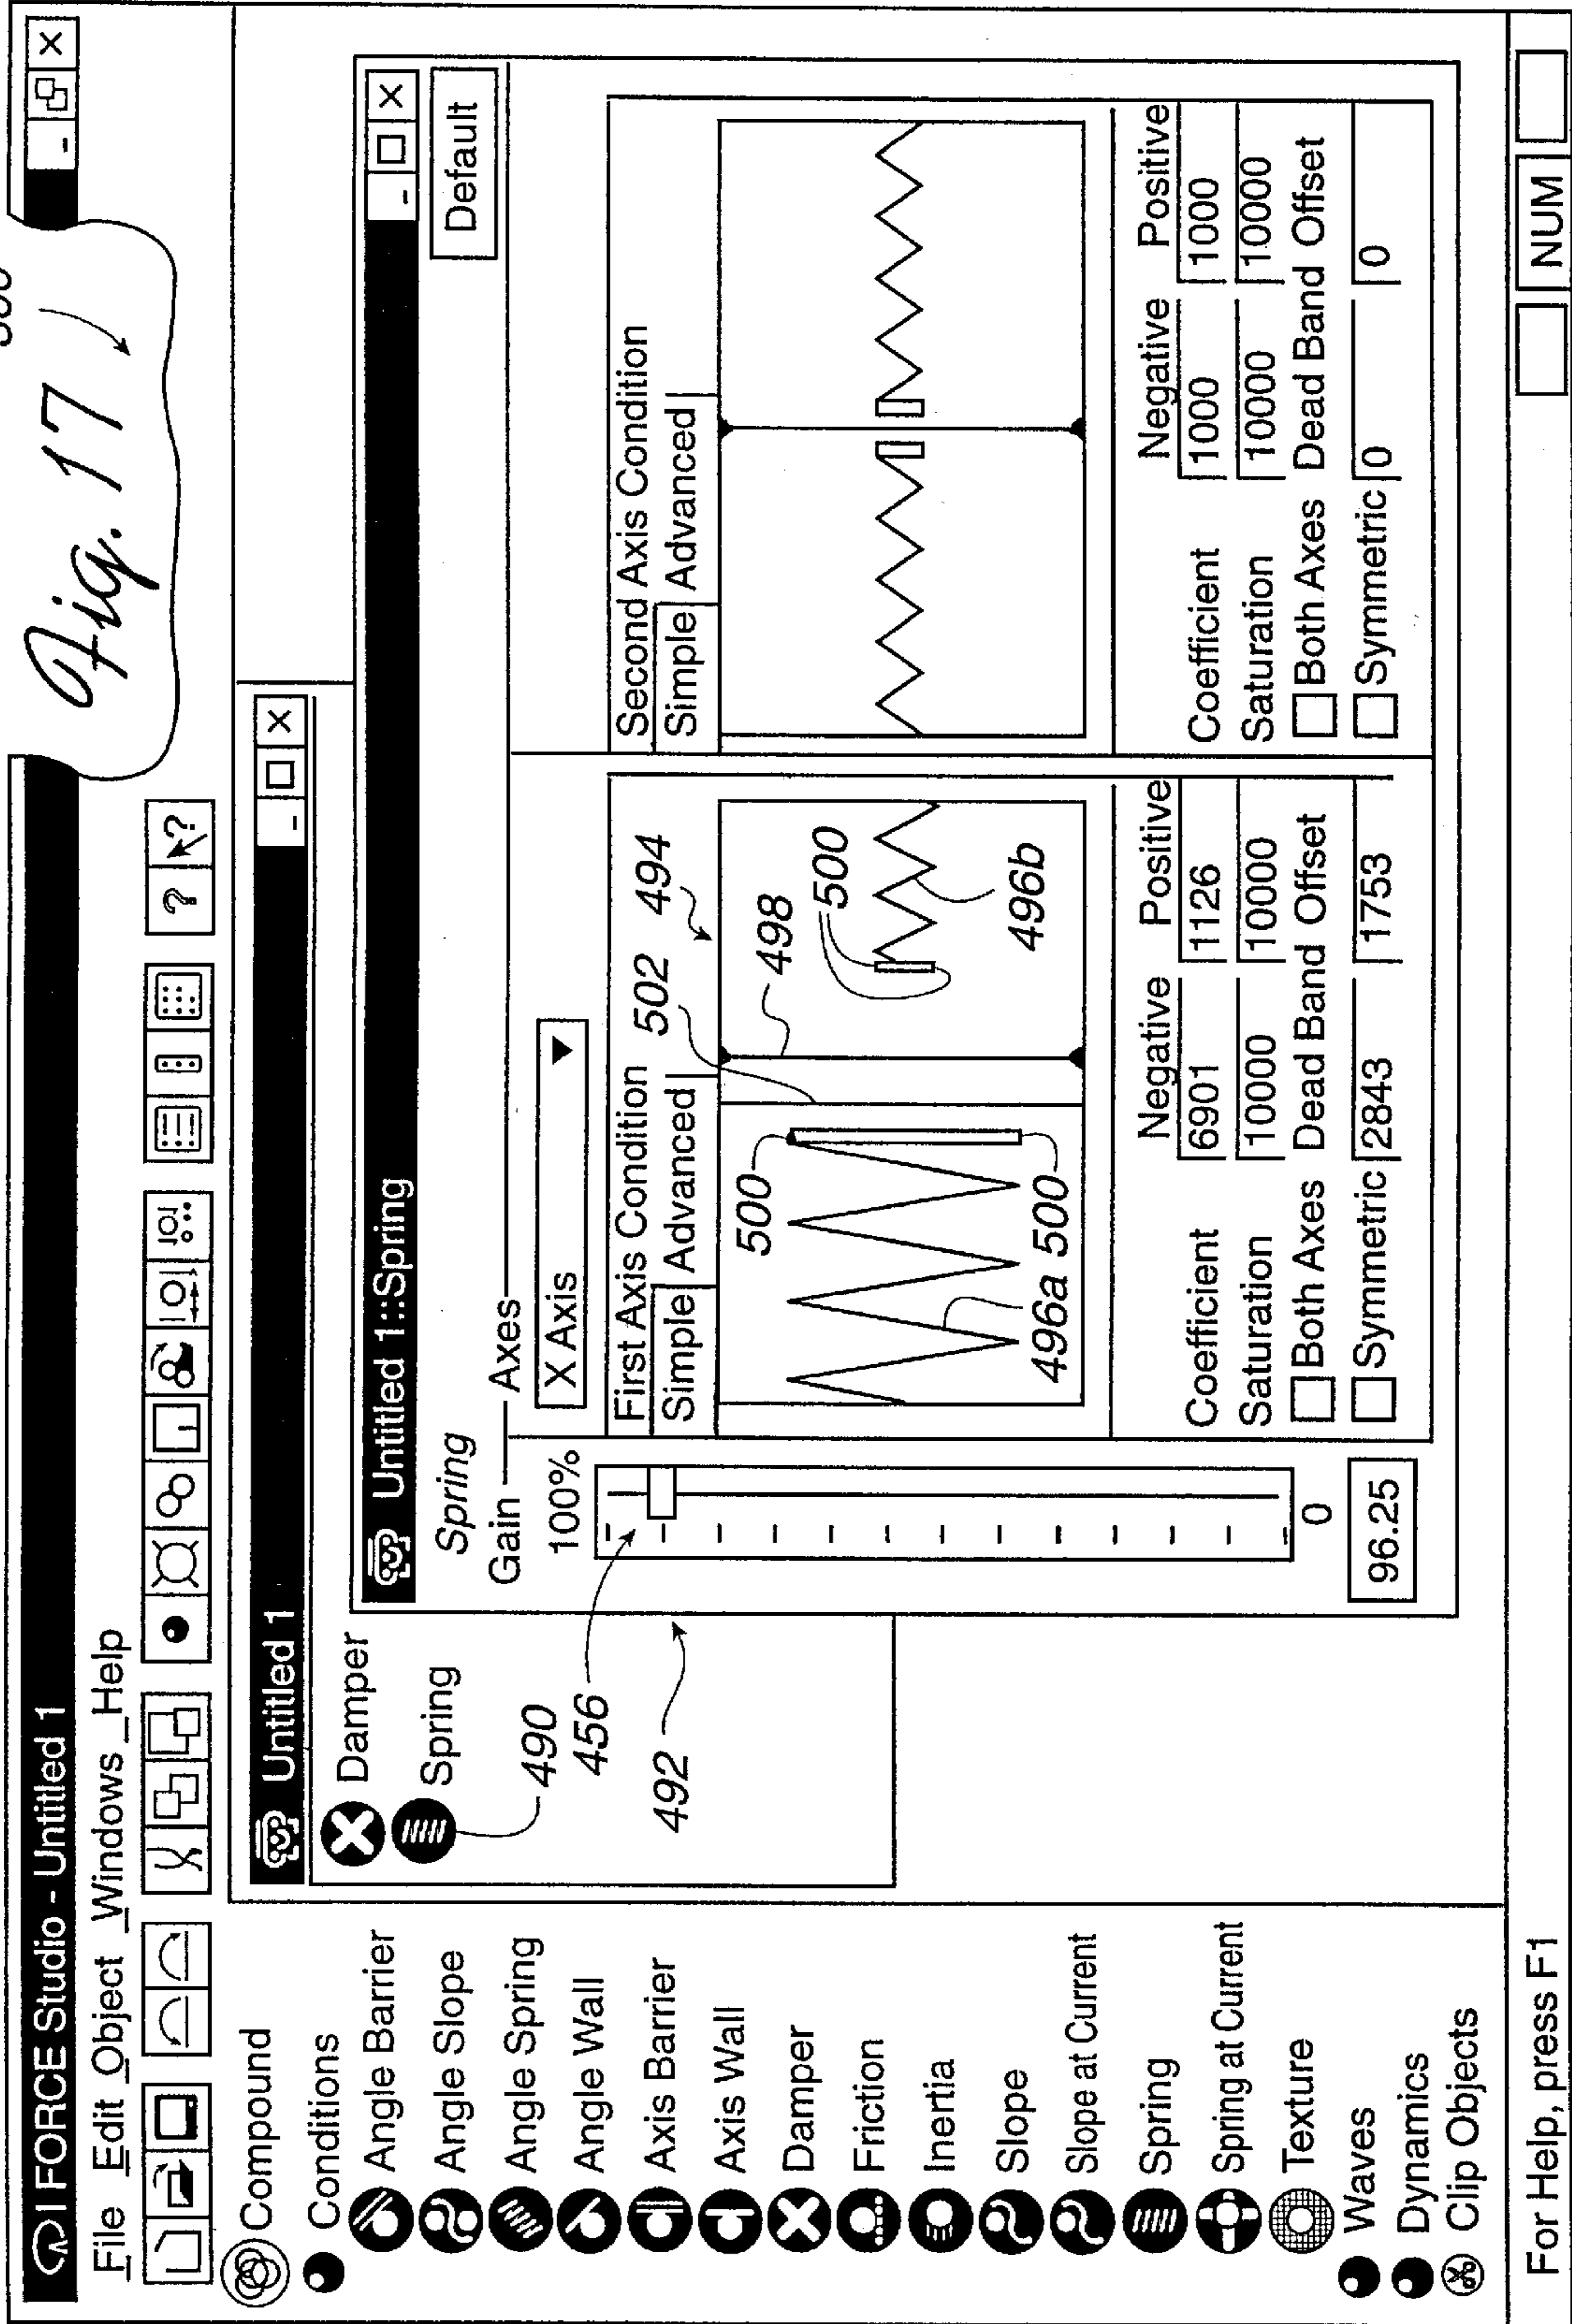 Fig. 17
I FORCE Studio - Untitled 1
File Edit Object Windows Help
? ?
Compound
Conditions
Angle Barrier
Angle Slope
Angle Spring
Angle Wall
Axis Barrier
Axis Wall
Damper
Friction
Inertia
Slope
Slope at Current
Spring
Spring at Current
Texture
Waves
Dynamics
Clip Objects
Untitled 1
Damper
Spring
490
456
492
Untitled 1::Spring
Spring
Default
Gain
Axes
100%
0
96.25
X Axis
First Axis Condition
Simple Advanced
502
494
498
500
500
500
496a
496b
Negative Positive
Coefficient 6901 1126
Saturation 10000 10000
Both Axes Dead Band Offset
Symmetric 2843 1753
Second Axis Condition
Simple Advanced
Negative Positive
Coefficient 1000 1000
Saturation 10000 10000
Both Axes Dead Band Offset
Symmetric 0 0
For Help, press F1
NUM